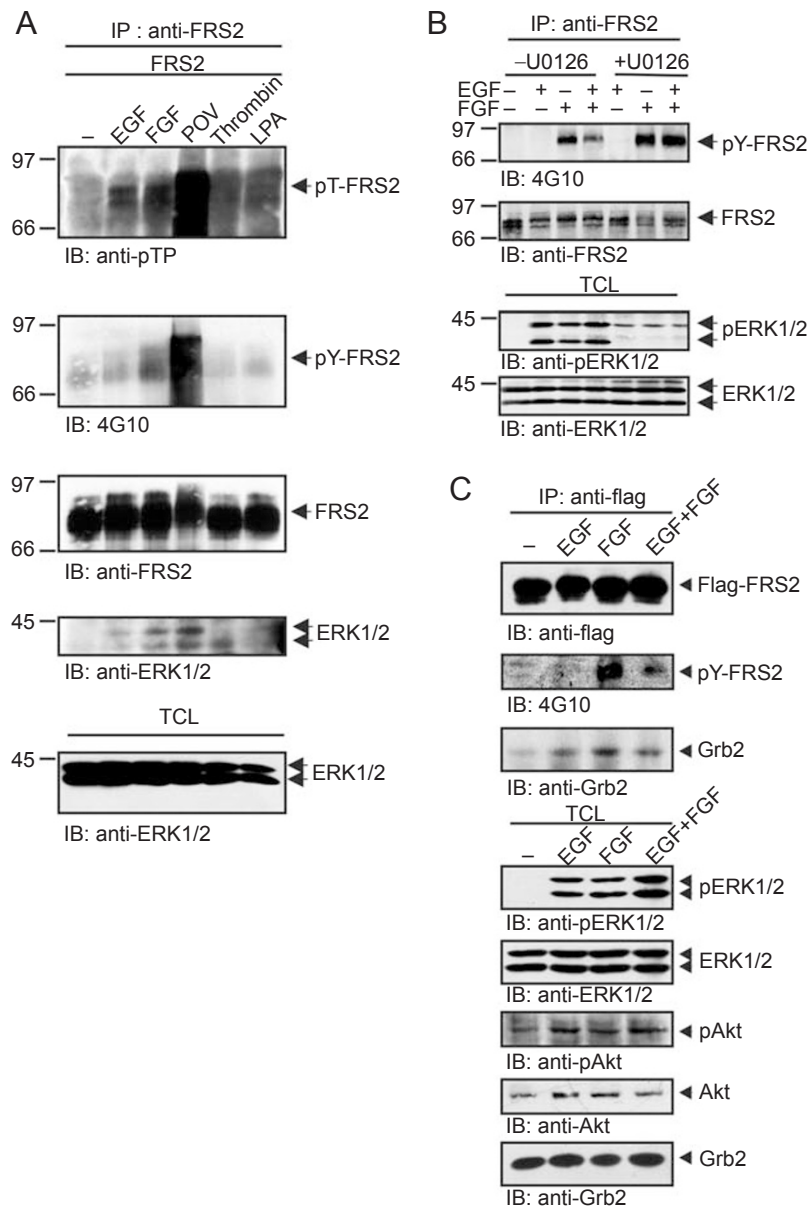 A
IP : anti-FRS2
FRS2
– EGF FGF POV Thrombin LPA
97
pT-FRS2
66
IB: anti-pTP
97
pY-FRS2
66
IB: 4G10
97
FRS2
66
IB: anti-FRS2
45
ERK1/2
IB: anti-ERK1/2
TCL
45
ERK1/2
IB: anti-ERK1/2
B
IP: anti-FRS2
–U0126 +U0126
EGF – + – + + – +
FGF – – + + – + +
97
pY-FRS2
66
IB: 4G10
97
FRS2
66
IB: anti-FRS2
TCL
45
pERK1/2
IB: anti-pERK1/2
45
ERK1/2
IB: anti-ERK1/2
C
IP: anti-flag
– EGF FGF EGF+FGF
Flag-FRS2
IB: anti-flag
pY-FRS2
IB: 4G10
Grb2
IB: anti-Grb2
TCL
– EGF FGF EGF+FGF
pERK1/2
IB: anti-pERK1/2
ERK1/2
IB: anti-ERK1/2
pAkt
IB: anti-pAkt
Akt
IB: anti-Akt
Grb2
IB: anti-Grb2